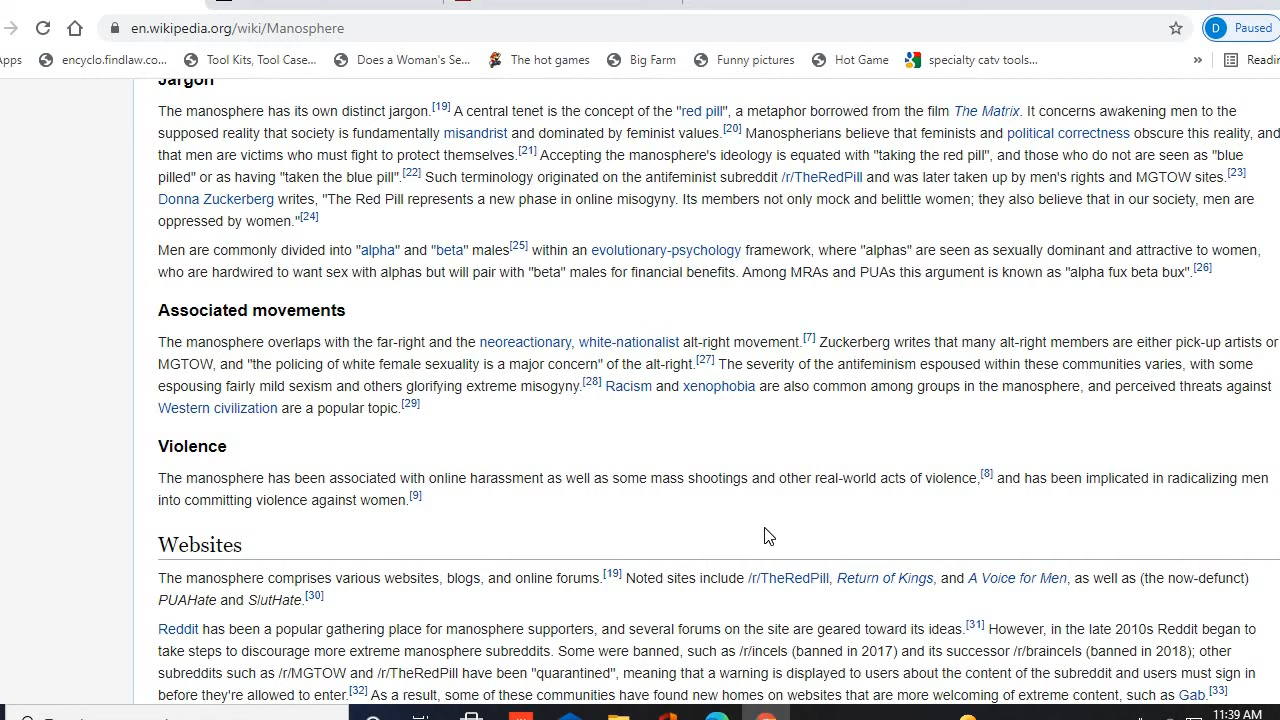 en.wikipedia.org/wiki/Manosphere
Paused
Apps encyclo.findlaw.co... Tool Kits, Tool Case... Does a Woman's Se... The hot games Big Farm Funny pictures Hot Game specialty catv tons... »
Jargon
The manosphere has its own distinct jargon.[19] A central tenet is the concept of the "red pill", a metaphor borrowed from the film The Matrix. It concerns awakening men to the
supposed reality that society is fundamentally misandrist and dominated by feminist values.[20] Manospherians believe that feminists and political correctness obscure this reality, and
that men are victims who must fight to protect themselves.[21] Accepting the manosphere's ideology is equated with "taking the red pill", and those who do not are seen as "blue
pilled" or as having "taken the blue pill".[22] Such terminology originated on the antifeminist subreddit /r/TheRedPill and was later taken up by men's rights and MGTOW sites.[23]
Donna Zuckerberg writes, "The Red Pill represents a new phase in online misogyny. Its members not only mock and belittle women; they also believe that in our society, men are
oppressed by women."[24]
Men are commonly divided into "alpha" and "beta" males[25] within an evolutionary-psychology framework, where "alphas" are seen as sexually dominant and attractive to women,
who are hardwired to want sex with alphas but will pair with "beta" males for financial benefits. Among MRAs and PUAs this argument is known as "alpha fux beta bux".[26]
Associated movements
The manosphere overlaps with the far-right and the neoreactionary, white-nationalist alt-right movement.[7] Zuckerberg writes that many alt-right members are either pick-up artists or
MGTOW, and "the policing of white female sexuality is a major concern" of the alt-right.[27] The severity of the antifeminism espoused within these communities varies, with some
espousing fairly mild sexism and others glorifying extreme misogyny.[28] Racism and xenophobia are also common among groups in the manosphere, and perceived threats against
Western civilization are a popular topic.[29]
Violence
The manosphere has been associated with online harassment as well as some mass shootings and other real-world acts of violence,[8] and has been implicated in radicalizing men
into committing violence against women.[9]
Websites
The manosphere comprises various websites, blogs, and online forums.[19] Noted sites include /r/TheRedPill, Return of Kings, and A Voice for Men, as well as (the now-defunct)
PUAHate and SlutHate.[30]
Reddit has been a popular gathering place for manosphere supporters, and several forums on the site are geared toward its ideas.[31] However, in the late 2010s Reddit began to
take steps to discourage more extreme manosphere subreddits. Some were banned, such as /r/incels (banned in 2017) and its successor /r/braincels (banned in 2018); other
subreddits such as /r/MGTOW and /r/TheRedPill have been "quarantined", meaning that a warning is displayed to users about the content of the subreddit and users must sign in
before they're allowed to enter.[32] As a result, some of these communities have found new homes on websites that are more welcoming of extreme content, such as Gab.[33]
11:39 AM